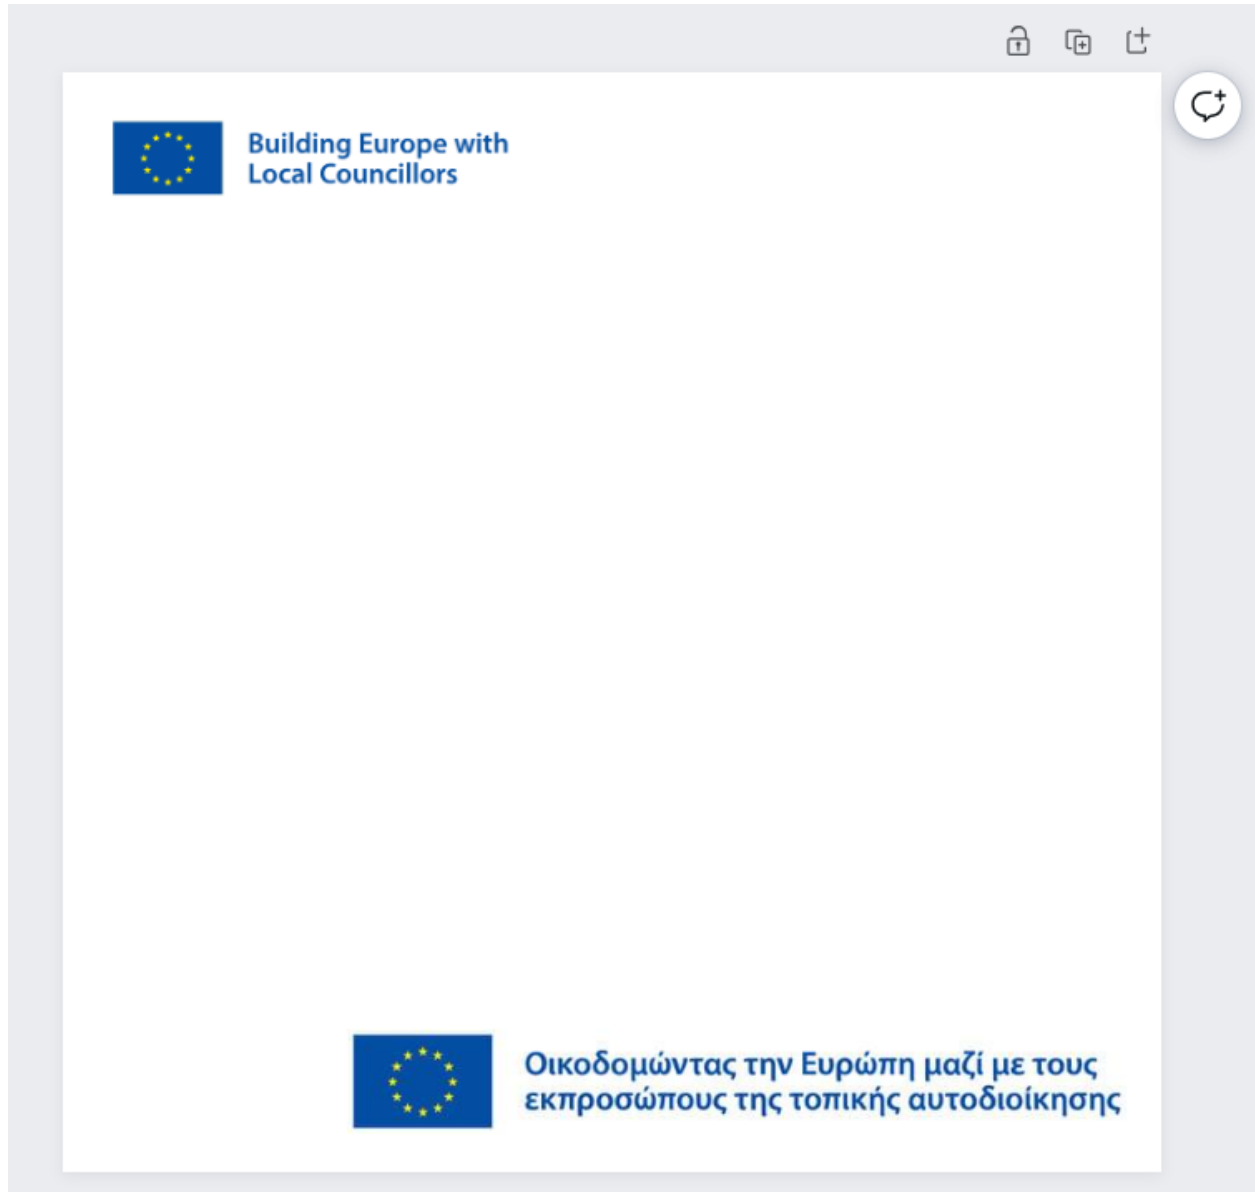 Building Europe with
Local Councillors
Οικοδομώντας την Ευρώπη μαζί με τους
εκπροσώπους της τοπικής αυτοδιοίκησης